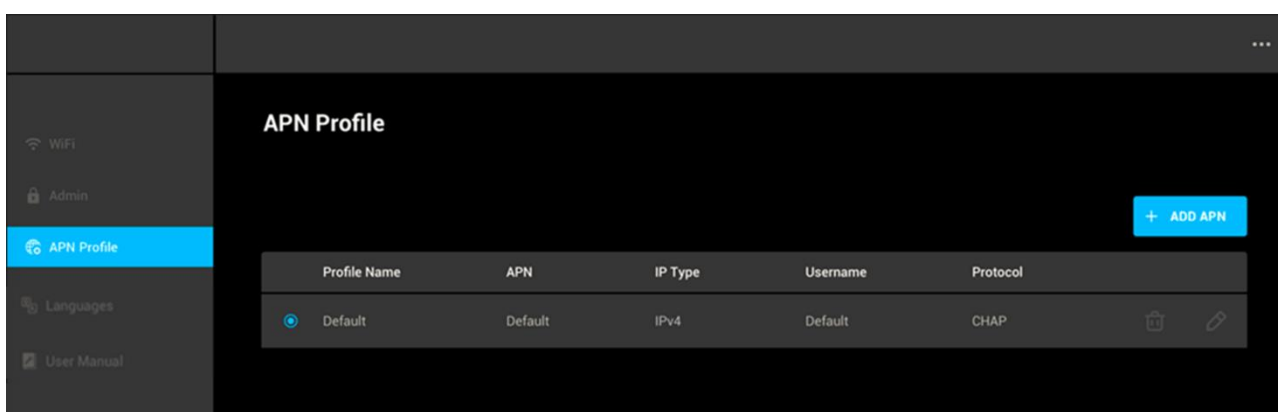 APN Profile
WiFi
Admin
+ ADD APN
APN Profile
Profile Name APN IP Type Username Protocol
Languages
Default Default IPv4 Default CHAP
User Manual